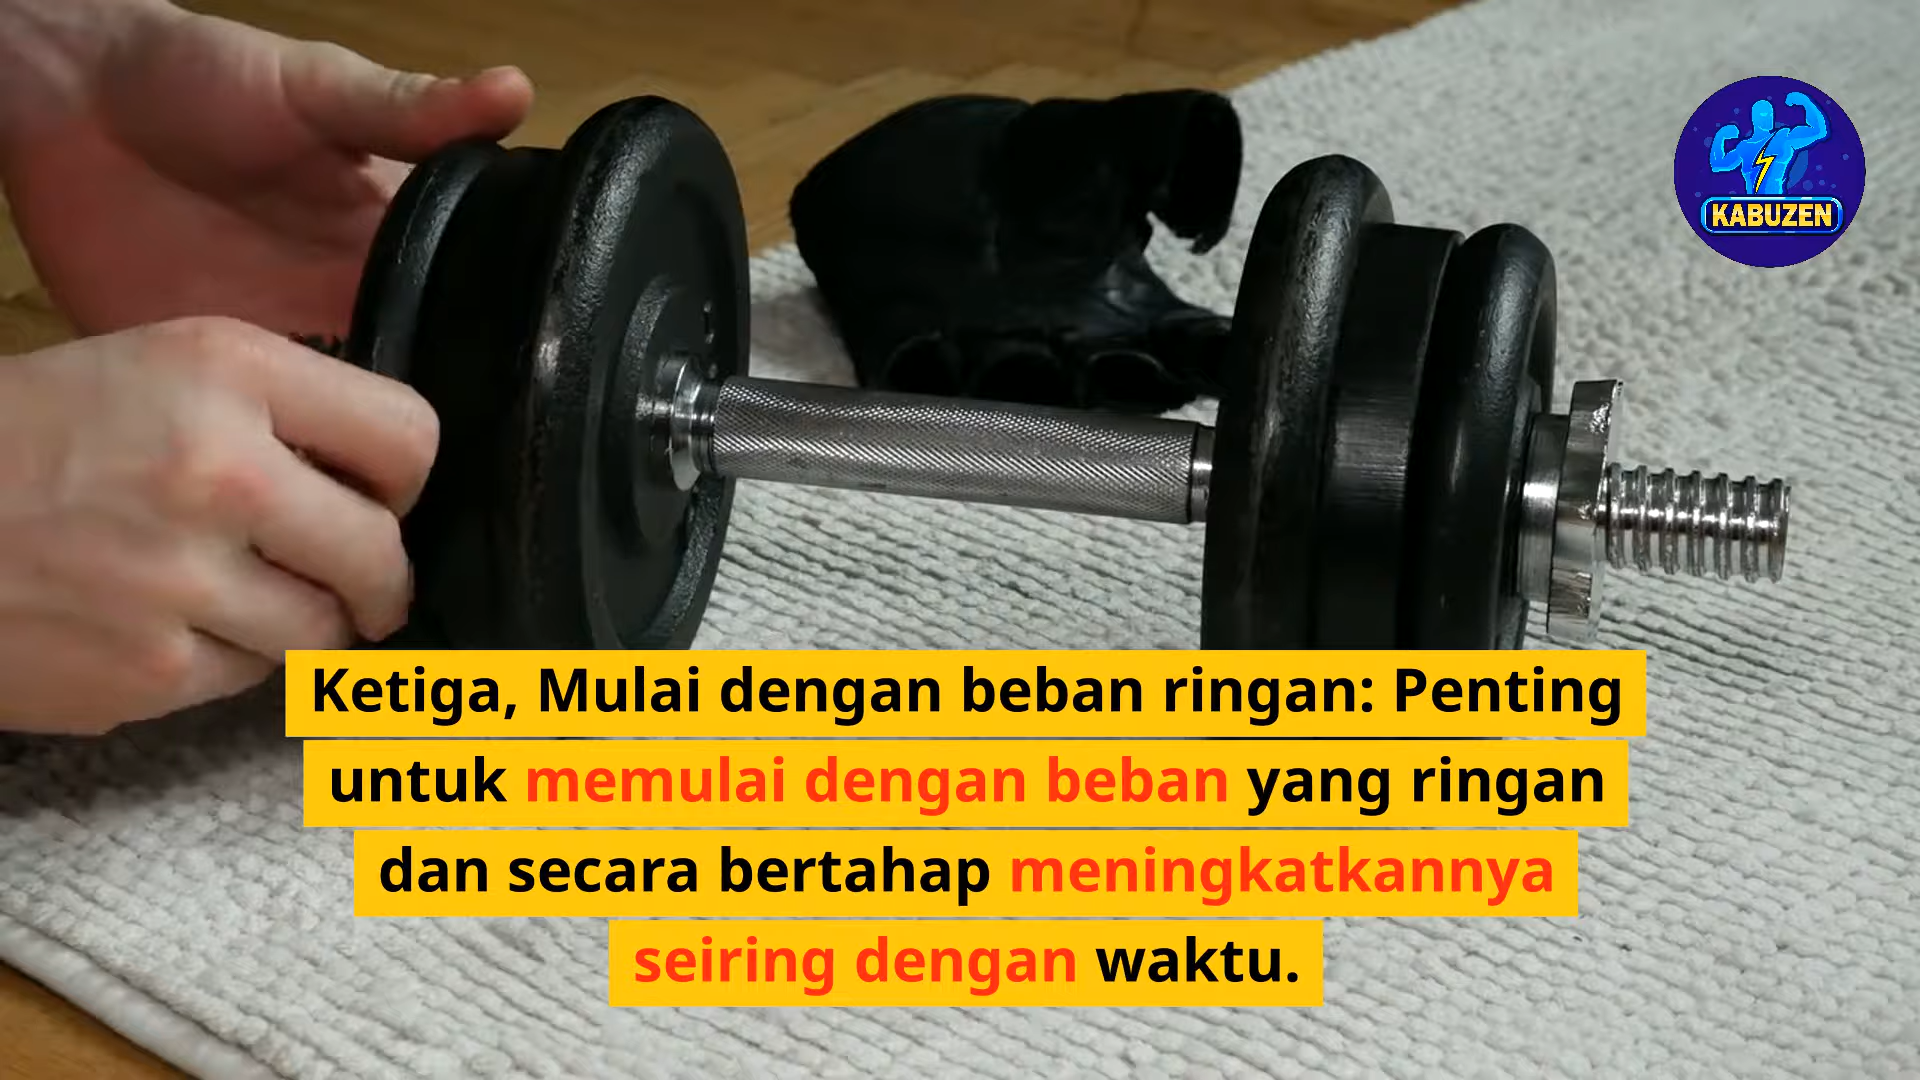 KABUZEN
Ketiga, Mulai dengan beban ringan: Penting
untuk memulai dengan beban yang ringan
dan secara bertahap meningkatkannya
seiring dengan waktu.